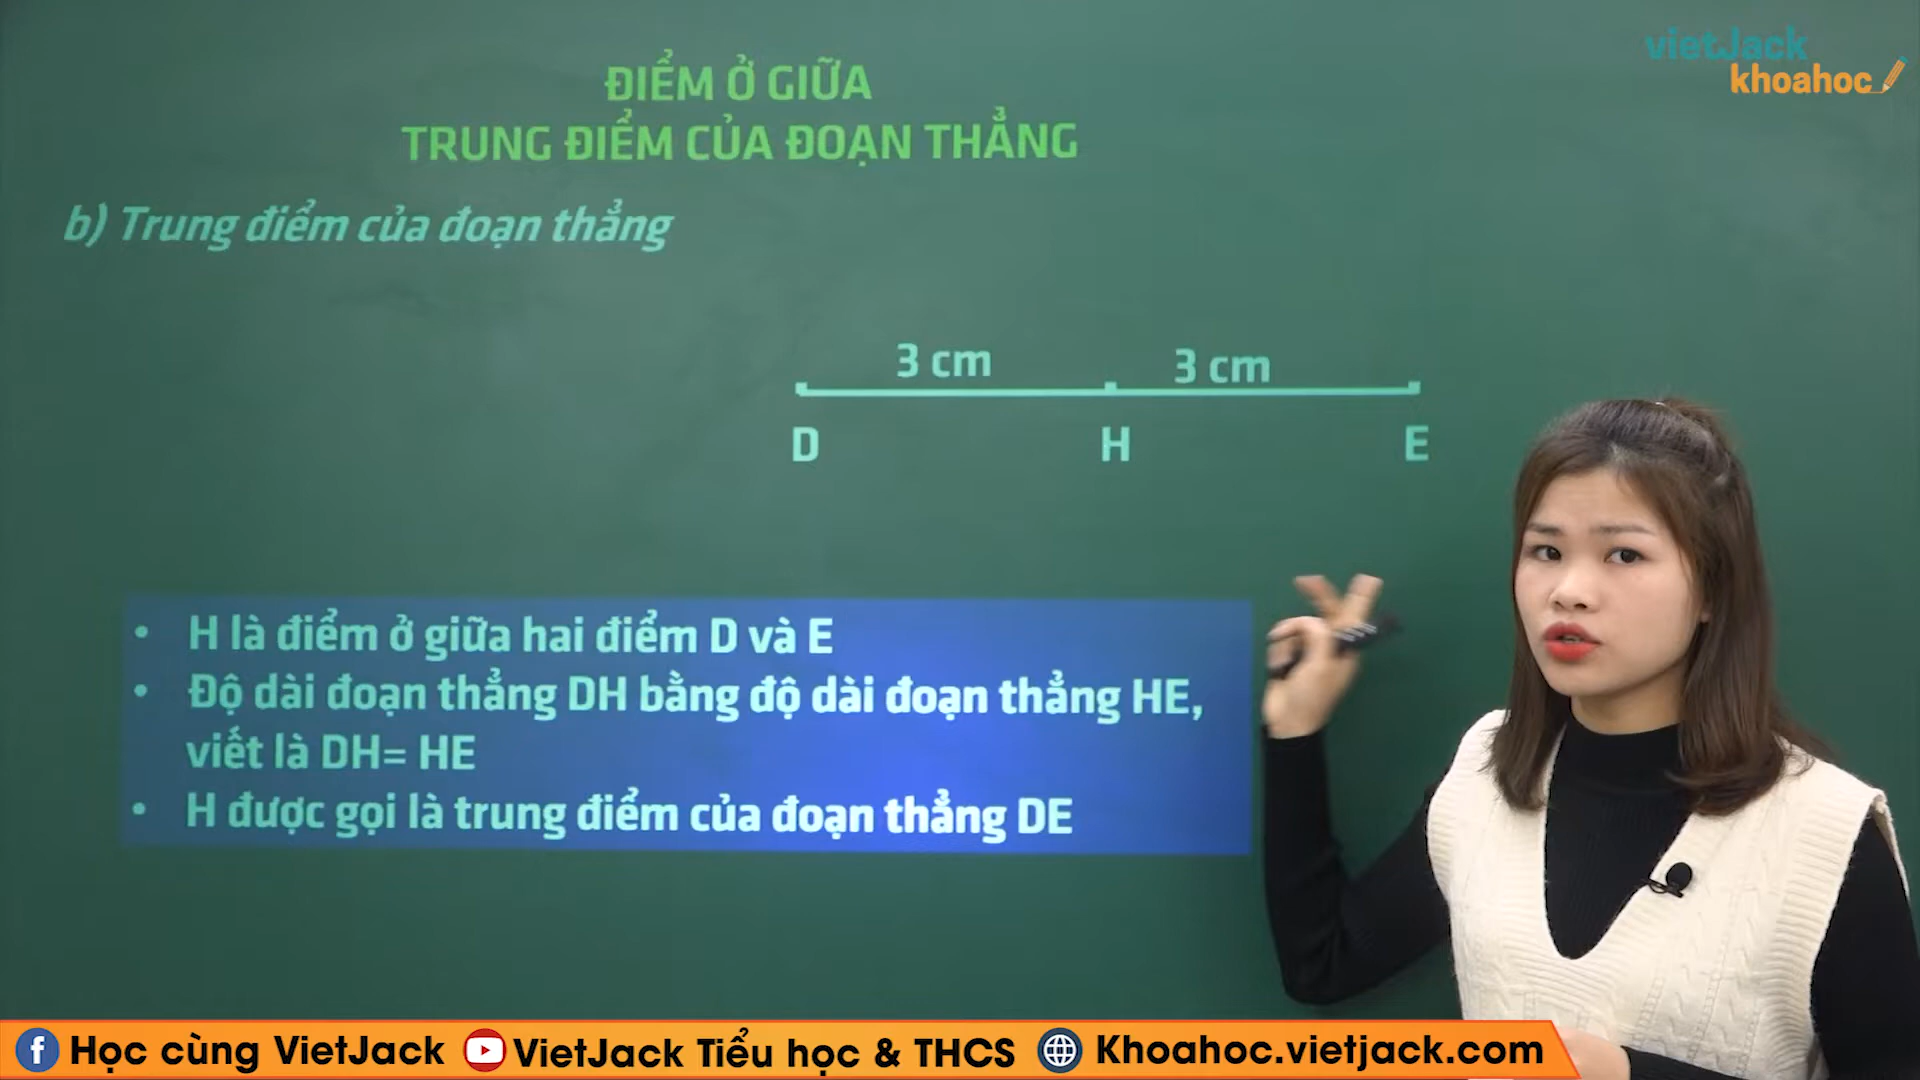 vietJack
khoahoc
ĐIỂM Ở GIỮA
TRUNG ĐIỂM CỦA ĐOẠN THẲNG
b) Trung điểm của đoạn thẳng
3 cm 3 cm
D H E
• H là điểm ở giữa hai điểm D và E
• Độ dài đoạn thẳng DH bằng độ dài đoạn thẳng HE,
viết là DH= HE
• H được gọi là trung điểm của đoạn thẳng DE
Học cùng VietJack VietJack Tiểu học & THCS Khoahoc.vietjack.com